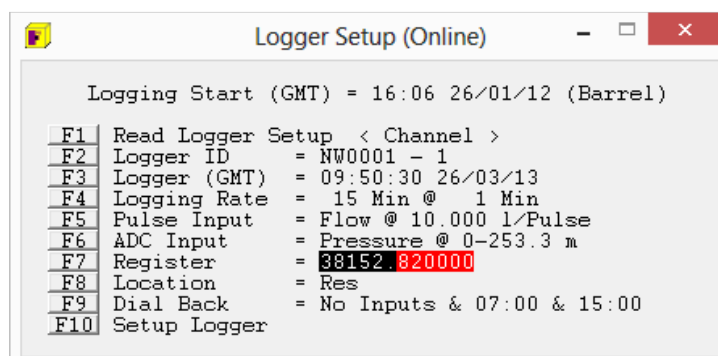 Logger Setup (Online)
Logging Start (GMT) = 16:06 26/01/12 (Barrel)
F1 Read Logger Setup < Channel >
F2 Logger ID = NW0001 - 1
F3 Logger (GMT) = 09:50:30 26/03/13
F4 Logging Rate = 15 Min @ 1 Min
F5 Pulse Input = Flow @ 10.000 l/Pulse
F6 ADC Input = Pressure @ 0-253.3 m
F7 Register = 38152.820000
F8 Location = Res
F9 Dial Back = No Inputs & 07:00 & 15:00
F10 Setup Logger